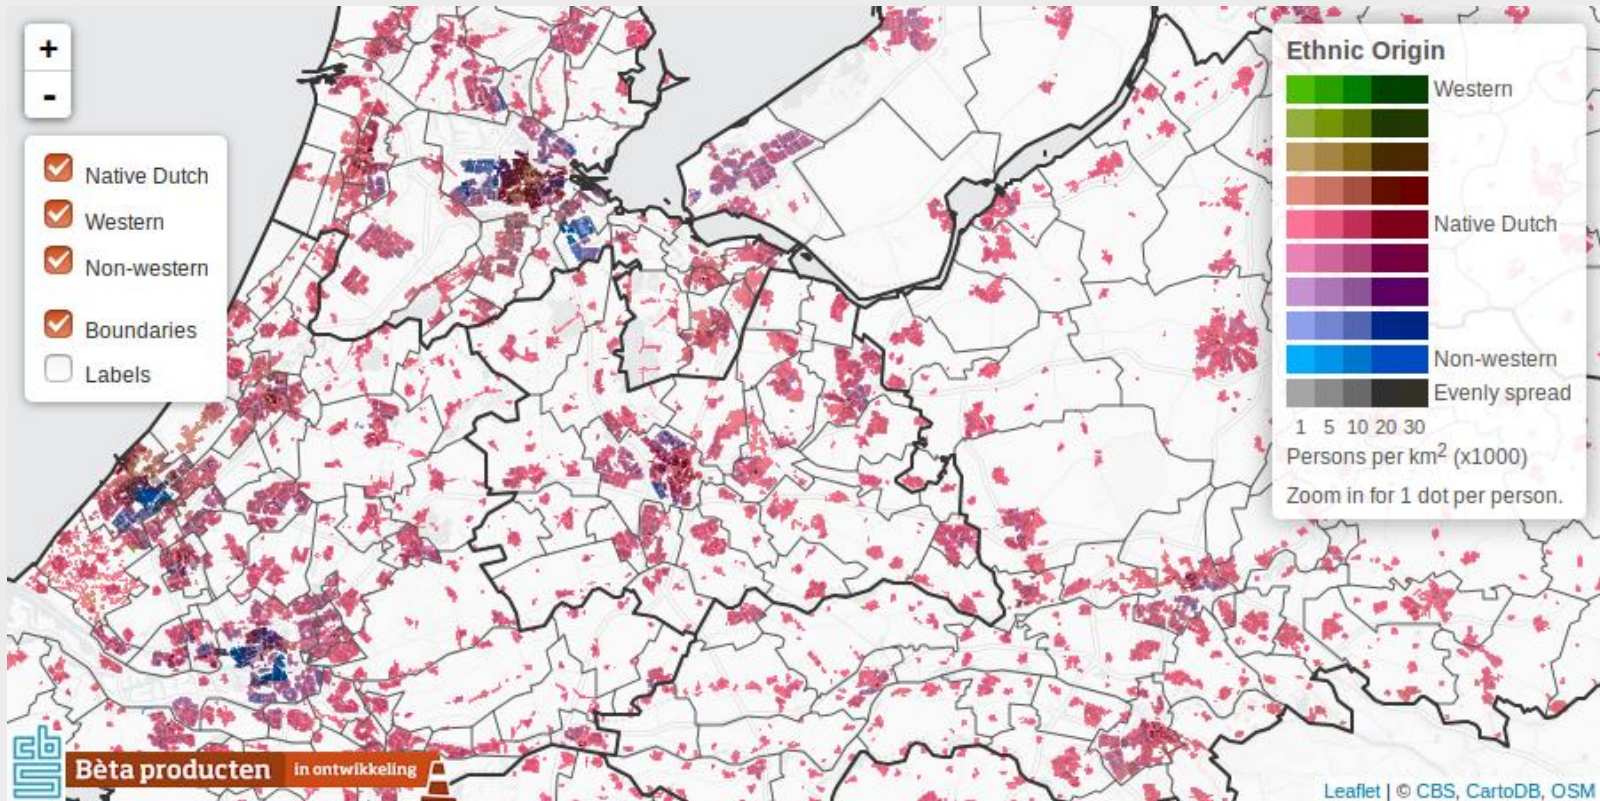 +
-
Native Dutch
Western
Non-western
Boundaries
Labels
Ethnic Origin
Western
Native Dutch
Non-western
Evenly spread
1 5 10 20 30
Persons per km² (x1000)
Zoom in for 1 dot per person.
cbs
Bèta producten in ontwikkeling
Leaflet | © CBS, CartoDB, OSM